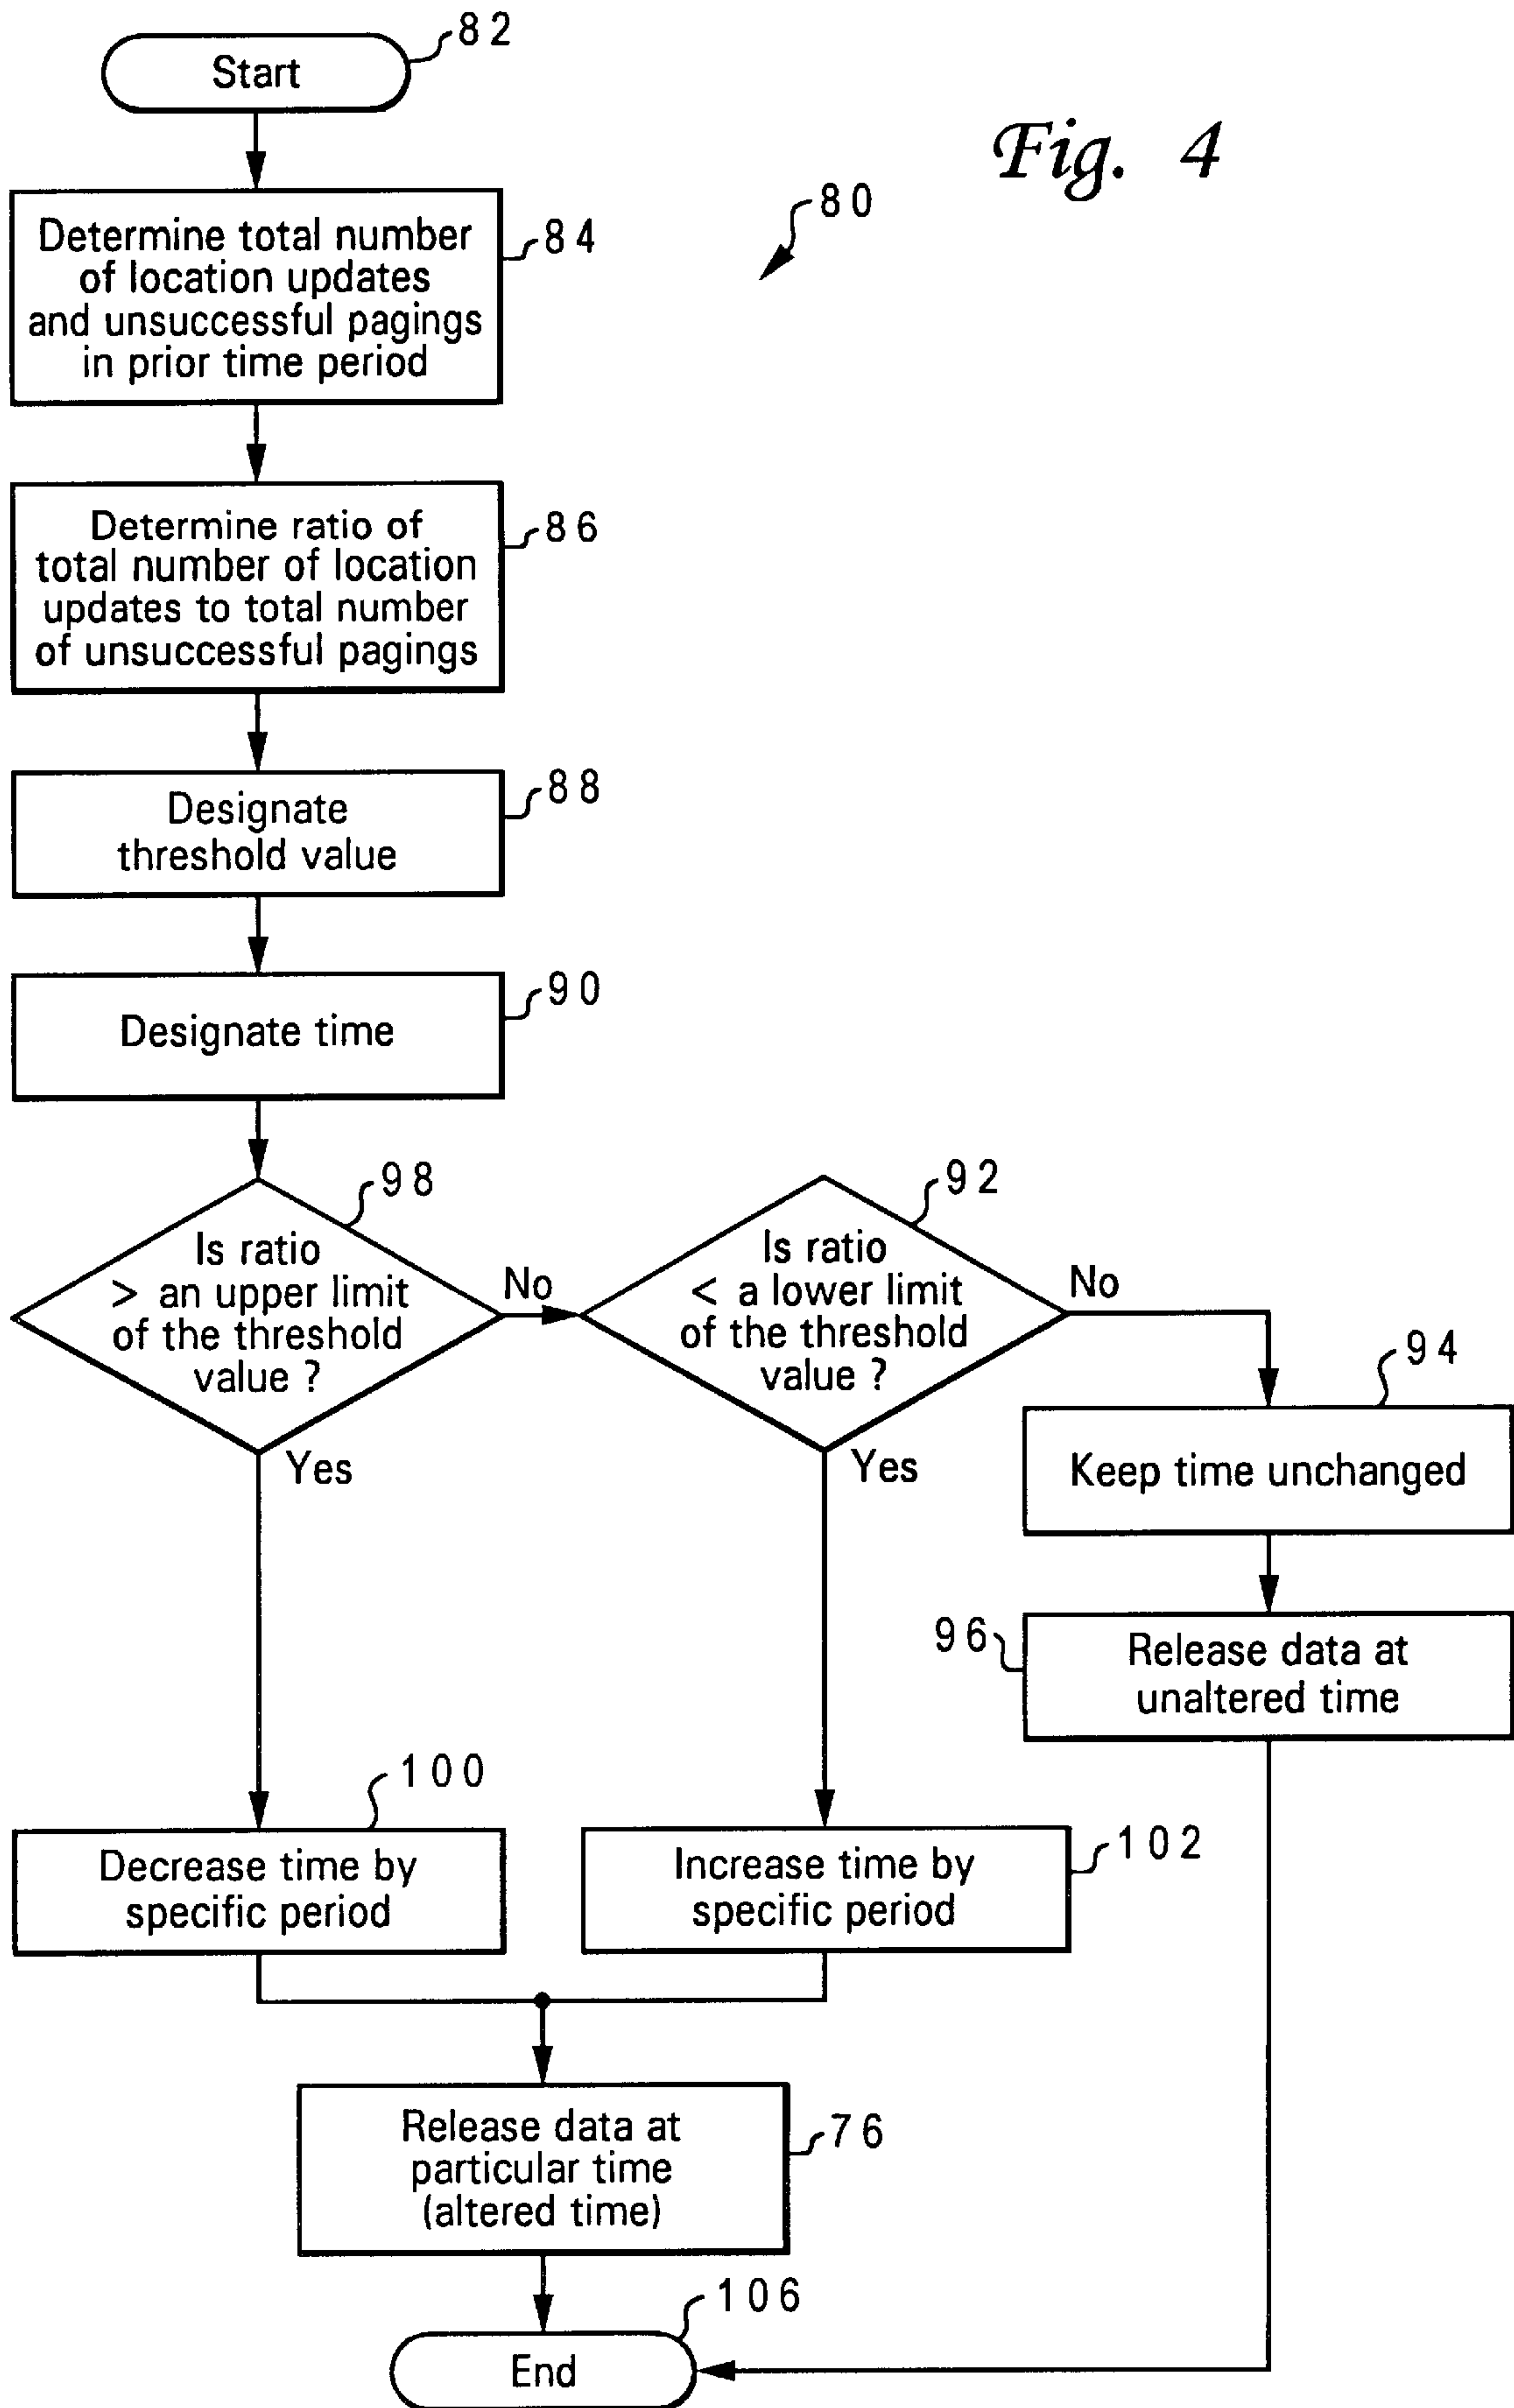 82
Start
Fig. 4
80
Determine total number
of location updates
and unsuccessful pagings
in prior time period
84
Determine ratio of
total number of location
updates to total number
of unsuccessful pagings
86
Designate
threshold value
88
Designate time
90
98
Is ratio
> an upper limit
of the threshold
value ?
No
Yes
92
Is ratio
< a lower limit
of the threshold
value ?
No
Yes
94
Keep time unchanged
96
Release data at
unaltered time
100
Decrease time by
specific period
Increase time by
specific period
102
Release data at
particular time
(altered time)
76
106
End